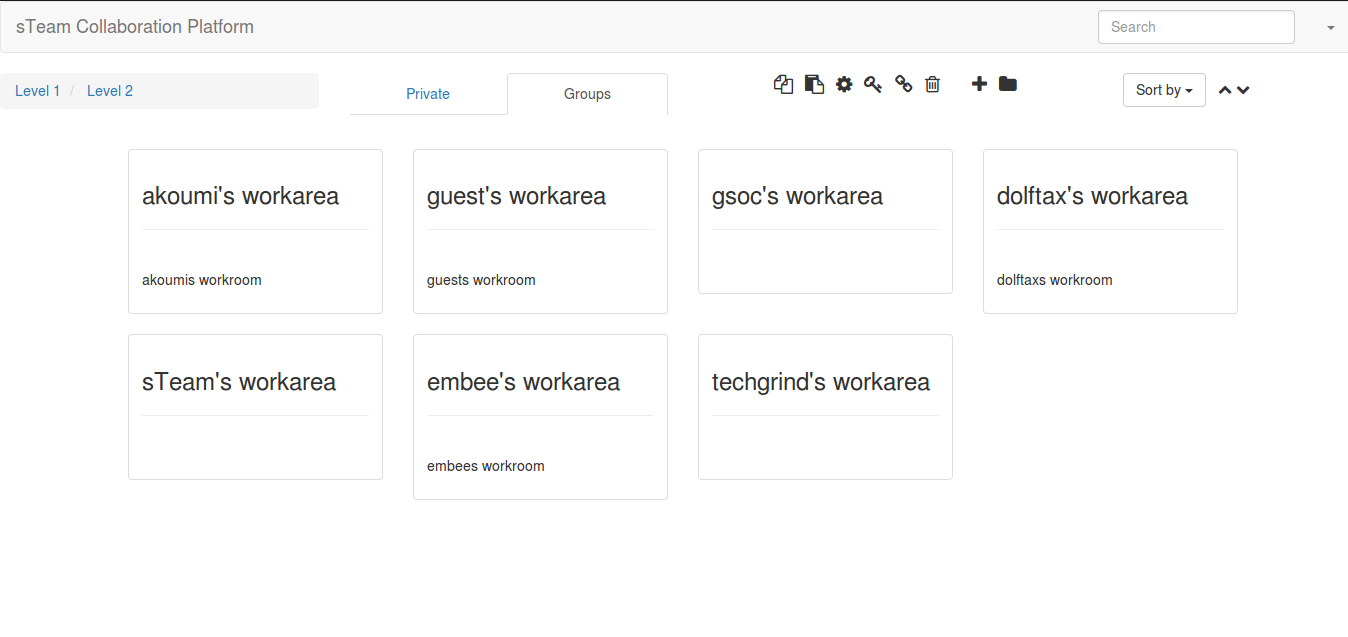 sTeam Collaboration Platform
Search
Level 1 / Level 2
Private
Groups
Sort by
akoumi's workarea
akoumis workroom
guest's workarea
guests workroom
gsoc's workarea
dolftax's workarea
dolftaxs workroom
sTeam's workarea
embee's workarea
embees workroom
techgrind's workarea